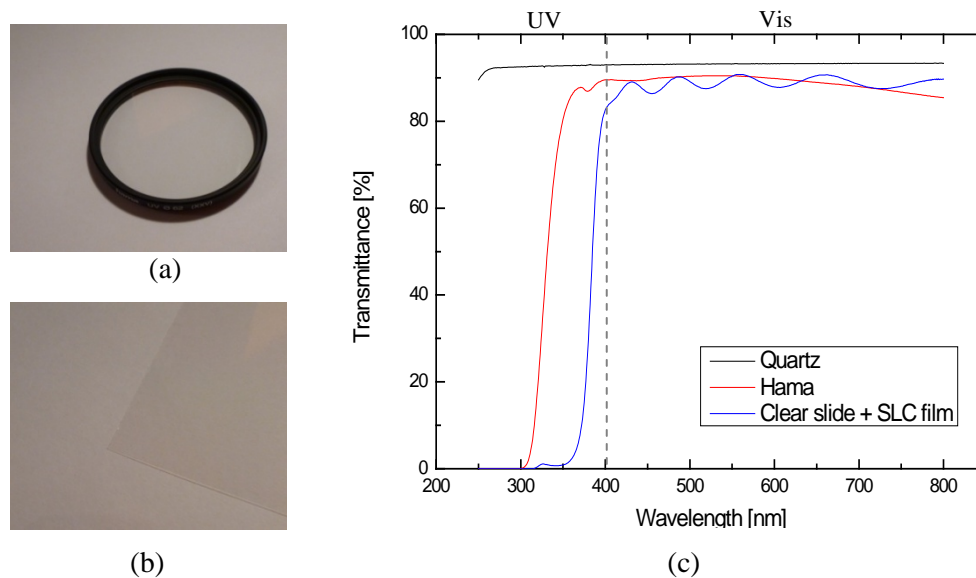 (a)
(b)
UV Vis
100
80
60
40
20
0
Transmittance [%]
Quartz
Hama
Clear slide + SLC film
200 300 400 500 600 700 800
Wavelength [nm]
(c)